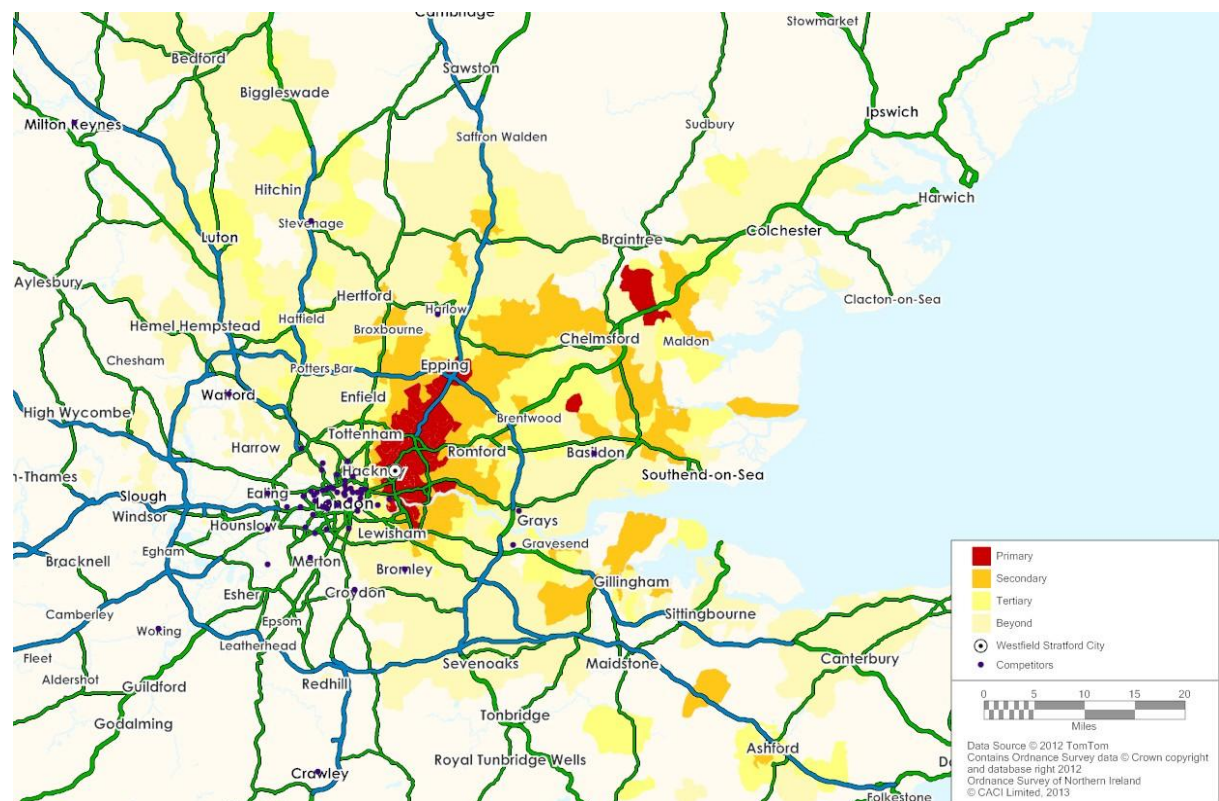 Cambridge
Stowmarket
Bedford
Sawston
Biggleswade
Ipswich
Milton Keynes
Sudbury
Saffron Walden
Hitchin
Harwich
Stevenage
Colchester
Luton
Braintree
Aylesbury
Hertford
Clacton-on-Sea
Harlow
Hatfield
Hemel Hempstead
Broxbourne
Chelmsford
Maldon
Chesham
Potters Bar
Epping
Watford
Enfield
High Wycombe
Brentwood
Tottenham
Harrow
Romford
Basildon
Hackney
n-Thames
Southend-on-Sea
Slough
Ealing
London
Windsor
Hounslow
Grays
Lewisham
Gravesend
Egham
Bracknell
Merton
Bromley
Gillingham
Esher
Croydon
Camberley
Sittingbourne
Epsom
Woking
Leatherhead
Fleet
Sevenoaks
Maidstone
Canterbury
Aldershot
Redhill
Guildford
Godalming
Tonbridge
Ashford
Royal Tunbridge Wells
D
Crawley
Folkestone
Primary
Secondary
Tertiary
Beyond
Westfield Stratford City
Competitors
0 5 10 15 20
Miles
Data Source © 2012 TomTom
Contains Ordnance Survey data © Crown copyright
and database right 2012
Ordnance Survey of Northern Ireland
© CACI Limited, 2013